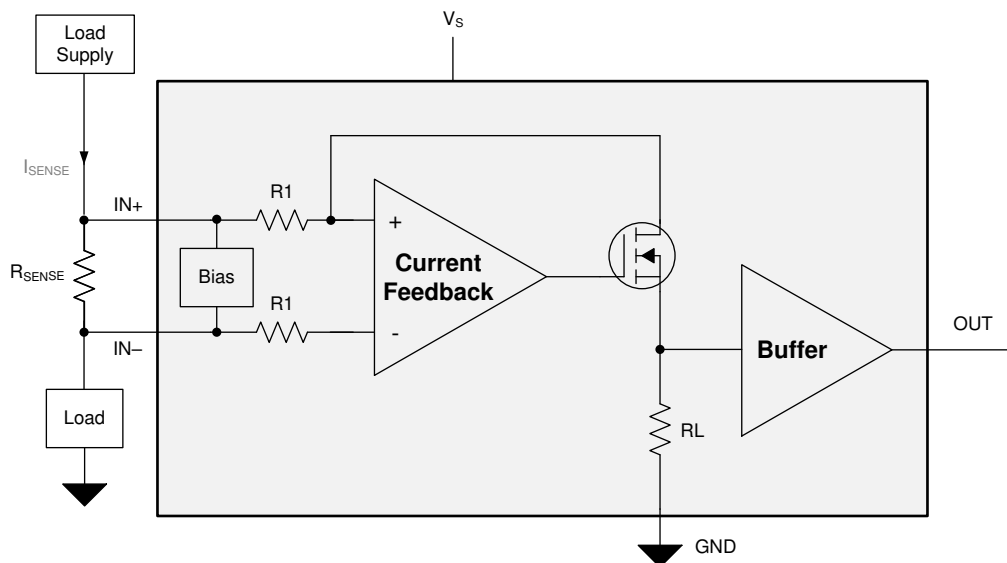 Load
Supply
VS
ISENSE
IN+
R1
+
RSENSE
Bias
Current
Feedback
R1
-
IN–
Load
Buffer
OUT
RL
GND